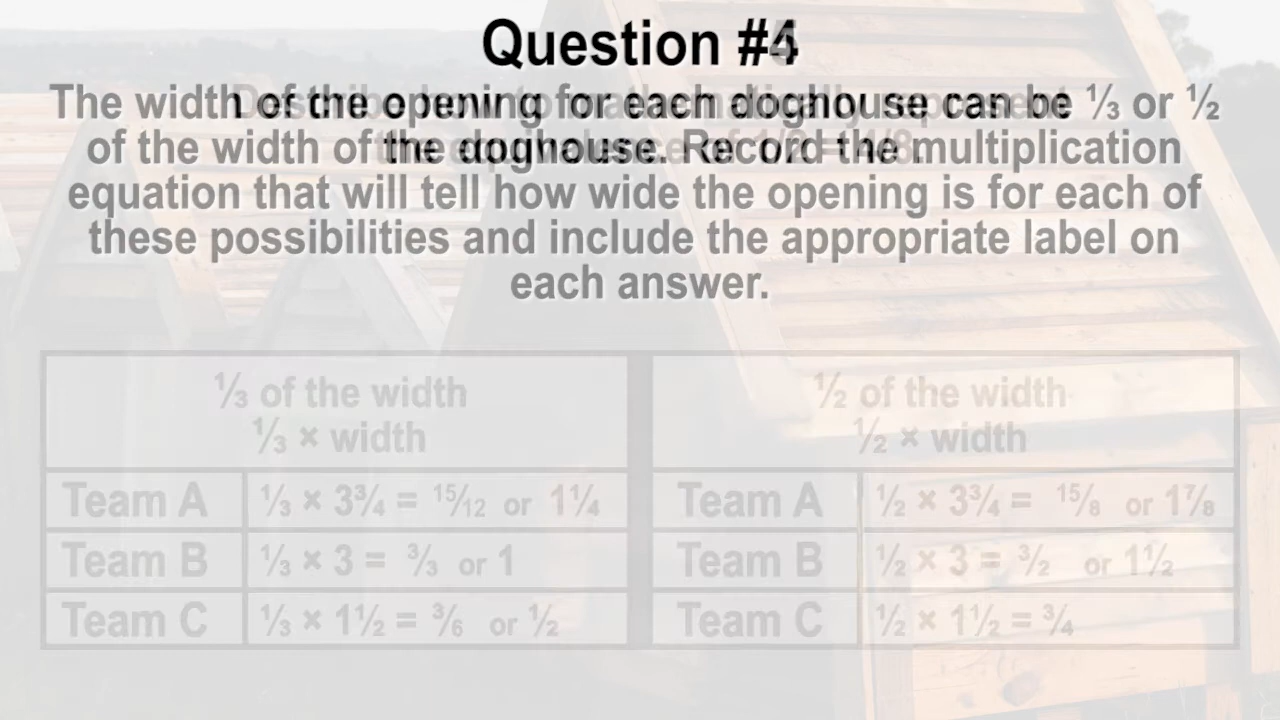 Question #4
The width of the opening for each doghouse can be ⅓ or ½
of the width of the doghouse. Record the multiplication
equation that will tell how wide the opening is for each of
these possibilities and include the appropriate label on
each answer.
⅓ of the width
⅓ × width
½ of the width
½ × width
Team A ⅓ × 3¾ = 15/12 or 1¼
Team A ½ × 3¾ = 15/8 or 1⅞
Team B ⅓ × 3 = 3/3 or 1
Team B ½ × 3 = 3/2 or 1½
Team C ⅓ × 1½ = 3/6 or ½
Team C ½ × 1½ = ¾